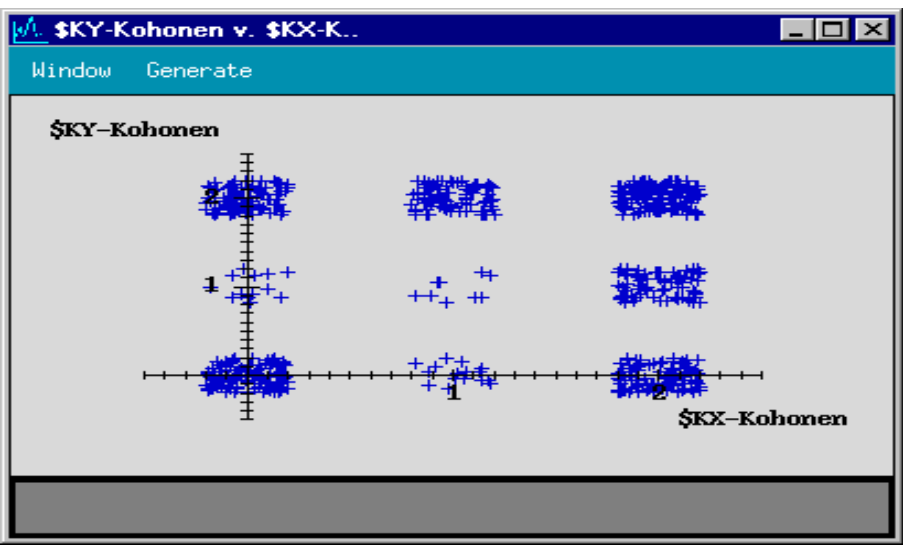 $KY-Kohonen v. $KX-K..
Window Generate
$KY-Kohonen
2
1
1 2
$KX-Kohonen